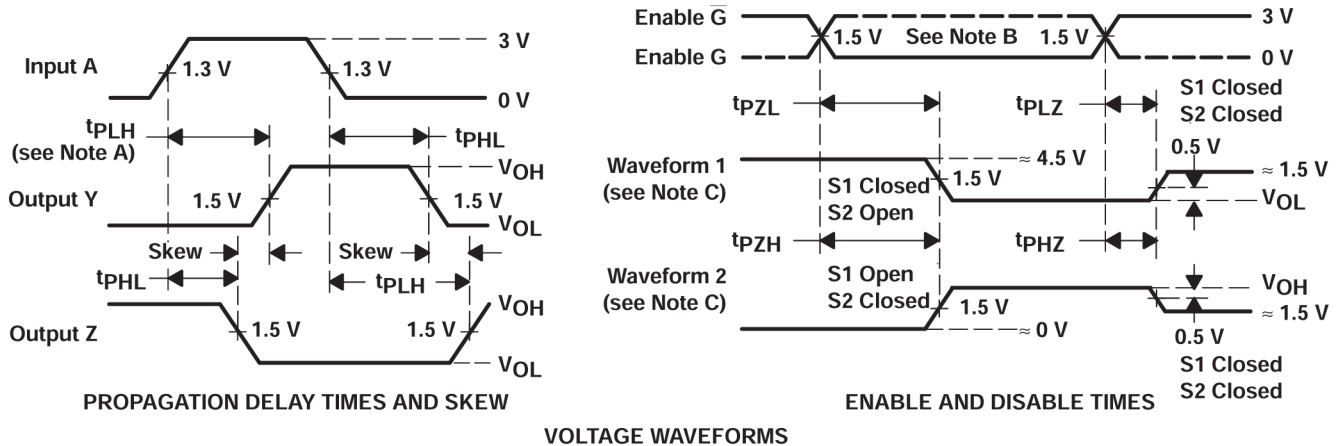 Input A
1.3 V
1.3 V
3 V
0 V
tPLH
(see Note A)
tPHL
Output Y
1.5 V
1.5 V
VOH
VOL
Skew
Skew
tPHL
tPLH
Output Z
1.5 V
1.5 V
VOH
VOL
PROPAGATION DELAY TIMES AND SKEW
Enable G̅
Enable G
1.5 V
See Note B
1.5 V
3 V
0 V
tPZL
tPLZ
S1 Closed
S2 Closed
Waveform 1
(see Note C)
S1 Closed
S2 Open
≈ 4.5 V
1.5 V
0.5 V
≈ 1.5 V
VOL
tPZH
tPHZ
Waveform 2
(see Note C)
S1 Open
S2 Closed
1.5 V
≈ 0 V
VOH
≈ 1.5 V
0.5 V
S1 Closed
S2 Closed
ENABLE AND DISABLE TIMES
VOLTAGE WAVEFORMS